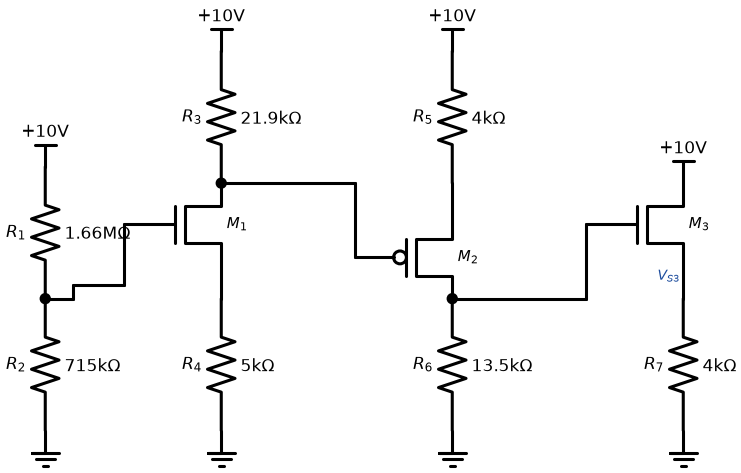 +10V
+10V
R3
21.9kΩ
R5
4kΩ
+10V
+10V
R1
1.66MΩ
M1
M3
M2
VS3
R2
715kΩ
R4
5kΩ
R6
13.5kΩ
R7
4kΩ